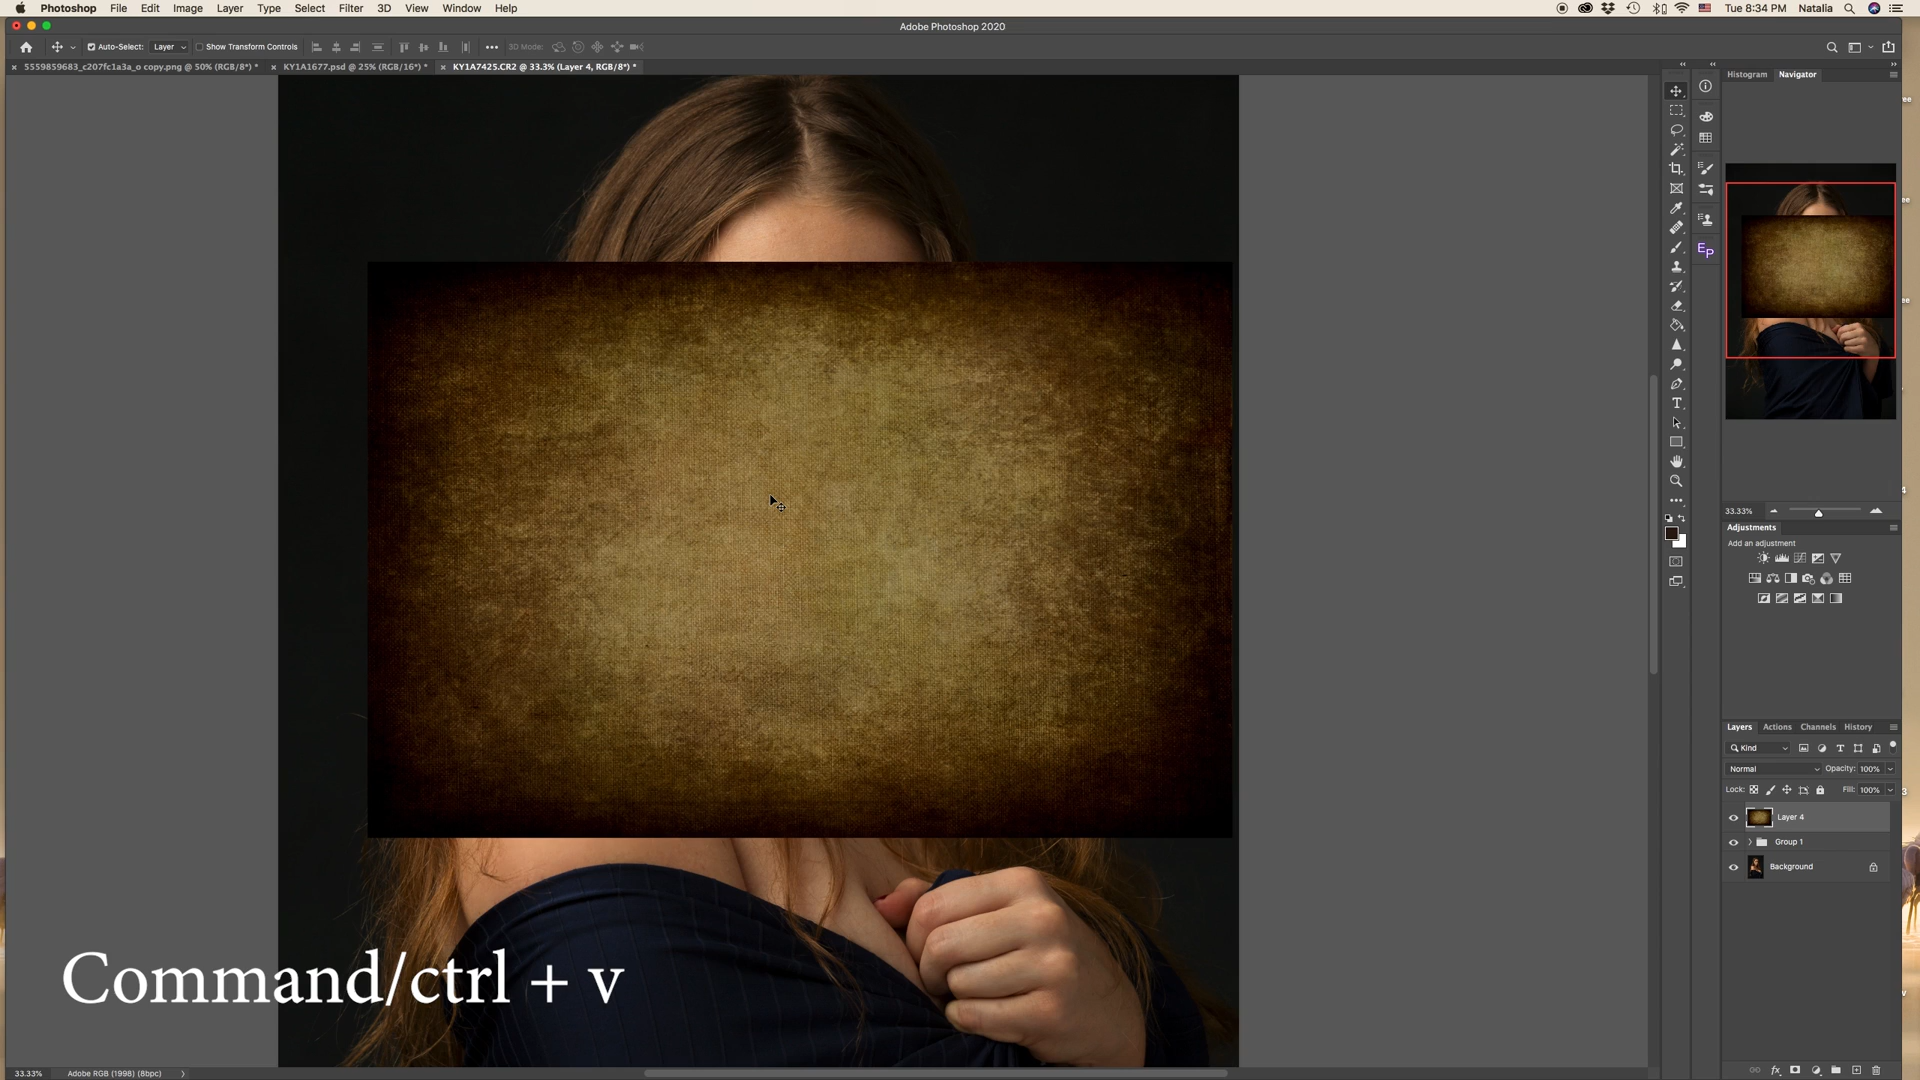 Photoshop File Edit Image Layer Type Select Filter 3D View Window Help Tue 8:34 PM Natalia
Adobe Photoshop 2020
Auto-Select: Layer Show Transform Controls 3D Mode:
5559859683_c207fc1a3a_o copy.png @ 50% (RGB/8*) * KY1A1677.psd @ 25% (RGB/16*) * KY1A7425.CR2 @ 33.3% (Layer 4, RGB/8*) *
Histogram Navigator
EP
33.33%
Adjustments
Add an adjustment
Layers Actions Channels History
Kind
Normal Opacity: 100%
Lock: Fill: 100%
Layer 4
Group 1
Background
Command/ctrl + v
33.33% Adobe RGB (1998) (8bpc)